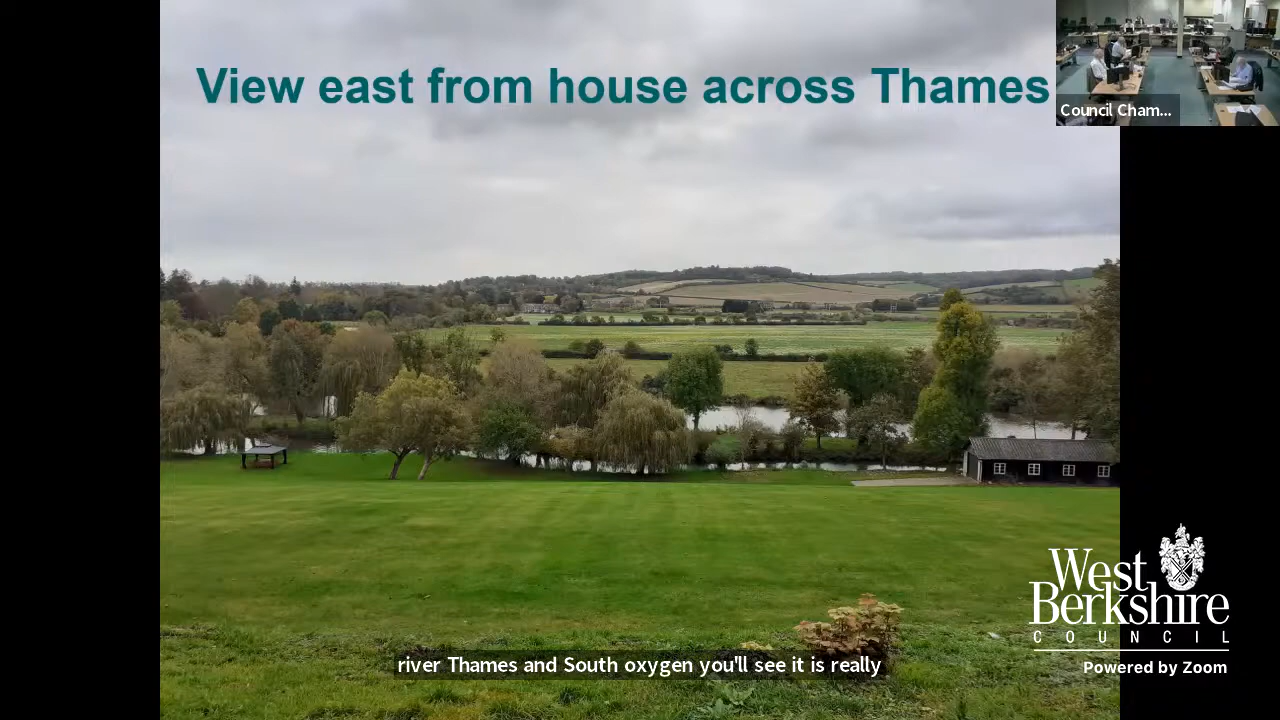 View east from house across Thames
Council Cham...
West
Berkshire
COUNCIL
river Thames and South oxygen you'll see it is really
Powered by Zoom